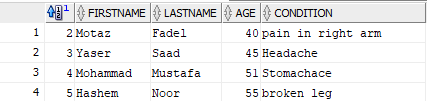 1 FIRSTNAME LASTNAME AGE CONDITION
1 2 Motaz Fadel 40 pain in right arm
2 3 Yaser Saad 45 Headache
3 4 Mohammad Mustafa 51 Stomachace
4 5 Hashem Noor 55 broken leg